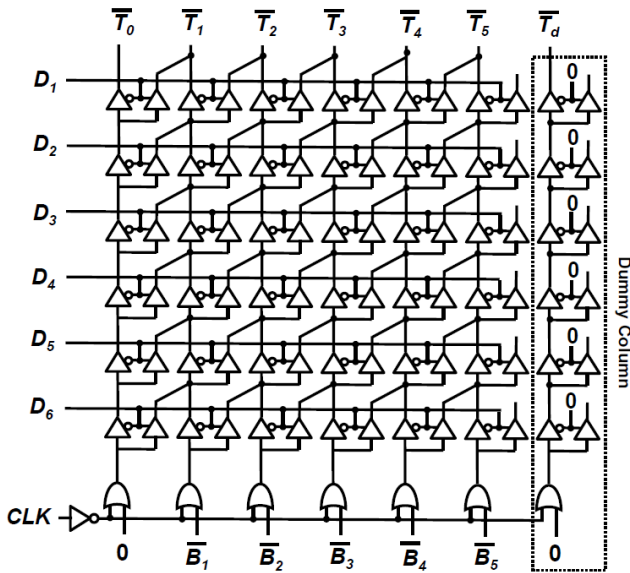 T̅₀ T̅₁ T̅₂ T̅₃ T̅₄ T̅₅ T̅d
D₁ 0
D₂ 0
D₃ 0
D₄ 0
D₅ 0
D₆ 0
Dummy Column
CLK
0 B̅₁ B̅₂ B̅₃ B̅₄ B̅₅ 0